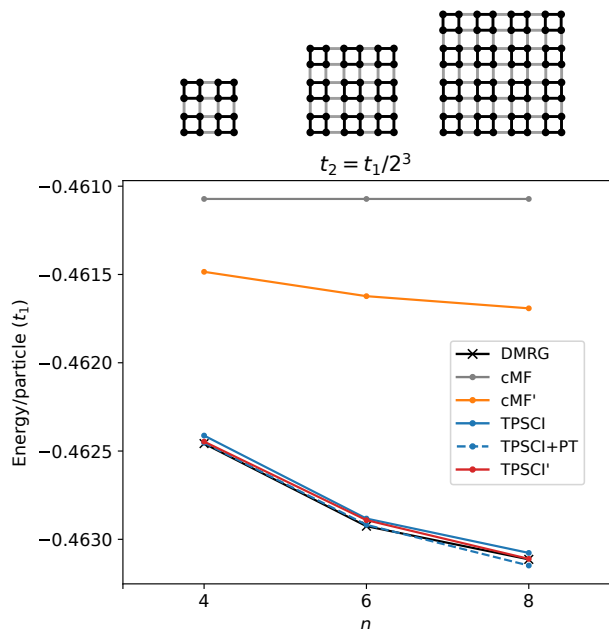 t₂ = t₁/2³
−0.4610
−0.4615
−0.4620
−0.4625
−0.4630
Energy/particle (t₁)
DMRG
cMF
cMF'
TPSCI
TPSCI+PT
TPSCI'
4
6
8
n